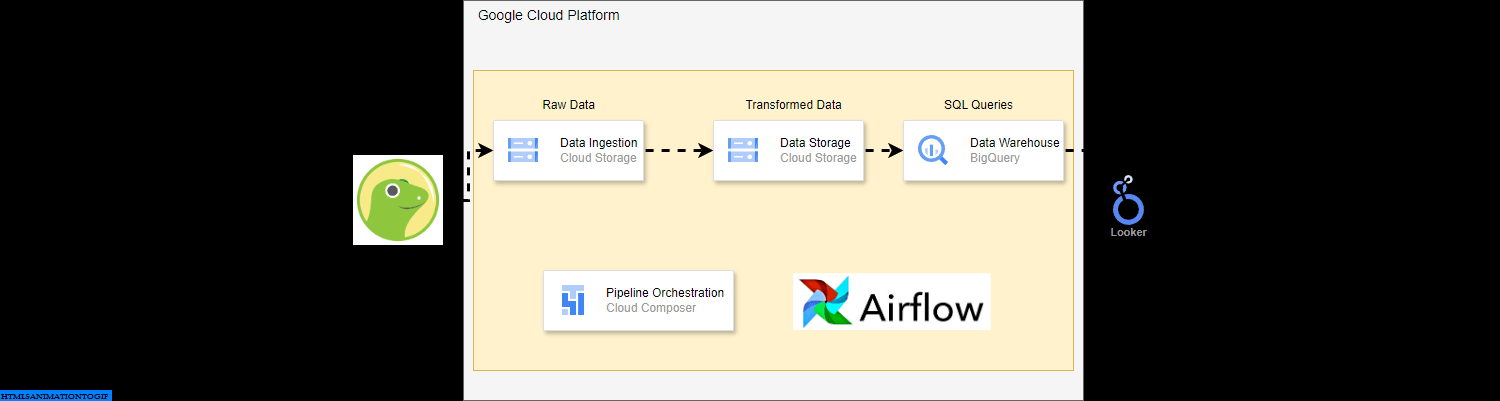 Google Cloud Platform
Raw Data
Transformed Data
SQL Queries
Data Ingestion
Cloud Storage
Data Storage
Cloud Storage
Data Warehouse
BigQuery
Looker
Pipeline Orchestration
Cloud Composer
Airflow
HTML5ANIMATIONTOGIF